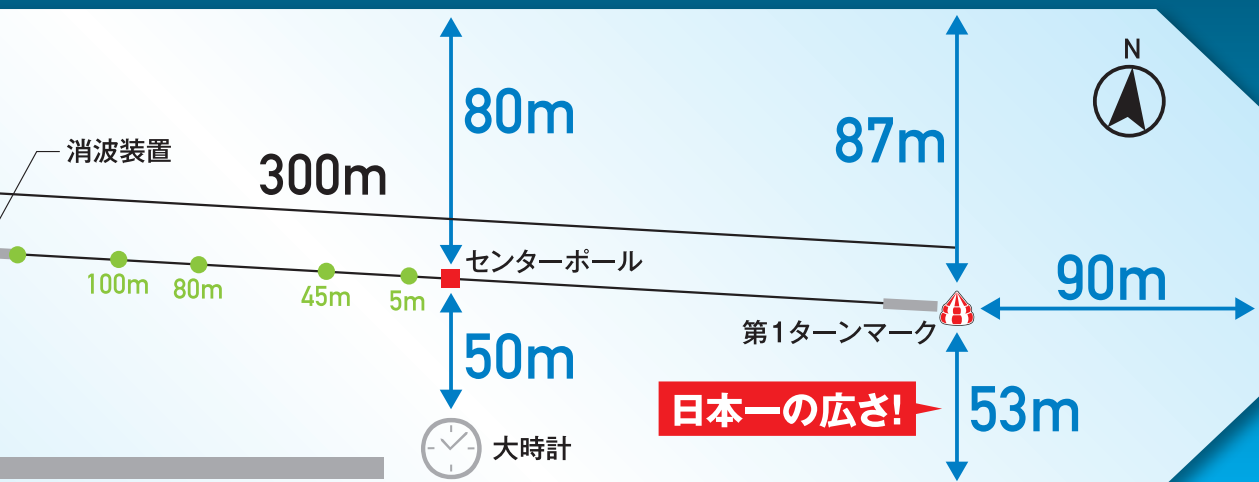 N
80m
87m
消波装置
300m
センターポール
90m
100m
80m
45m
5m
第1ターンマーク
50m
日本一の広さ!
53m
大時計